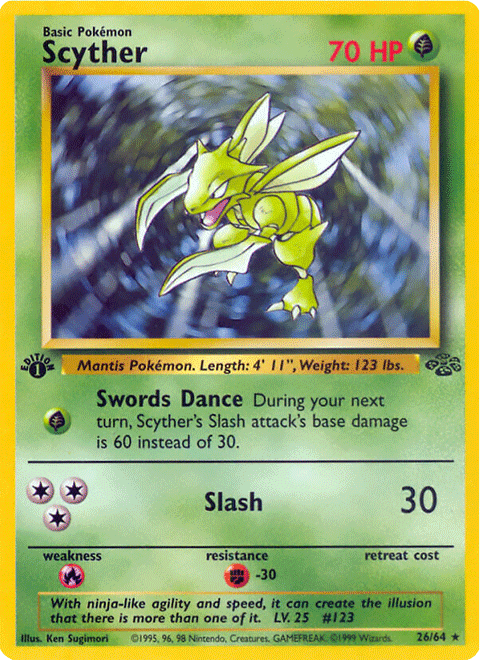 Basic Pokémon
Scyther
70 HP
EDITION
1
Mantis Pokémon. Length: 4' 11", Weight: 123 lbs.
Swords Dance During your next
turn, Scyther's Slash attack's base damage
is 60 instead of 30.
Slash 30
weakness resistance retreat cost
-30
With ninja-like agility and speed, it can create the illusion
that there is more than one of it. LV. 25 #123
Illus. Ken Sugimori ©1995, 96, 98 Nintendo, Creatures, GAMEFREAK. ©1999 Wizards. 26/64 ★